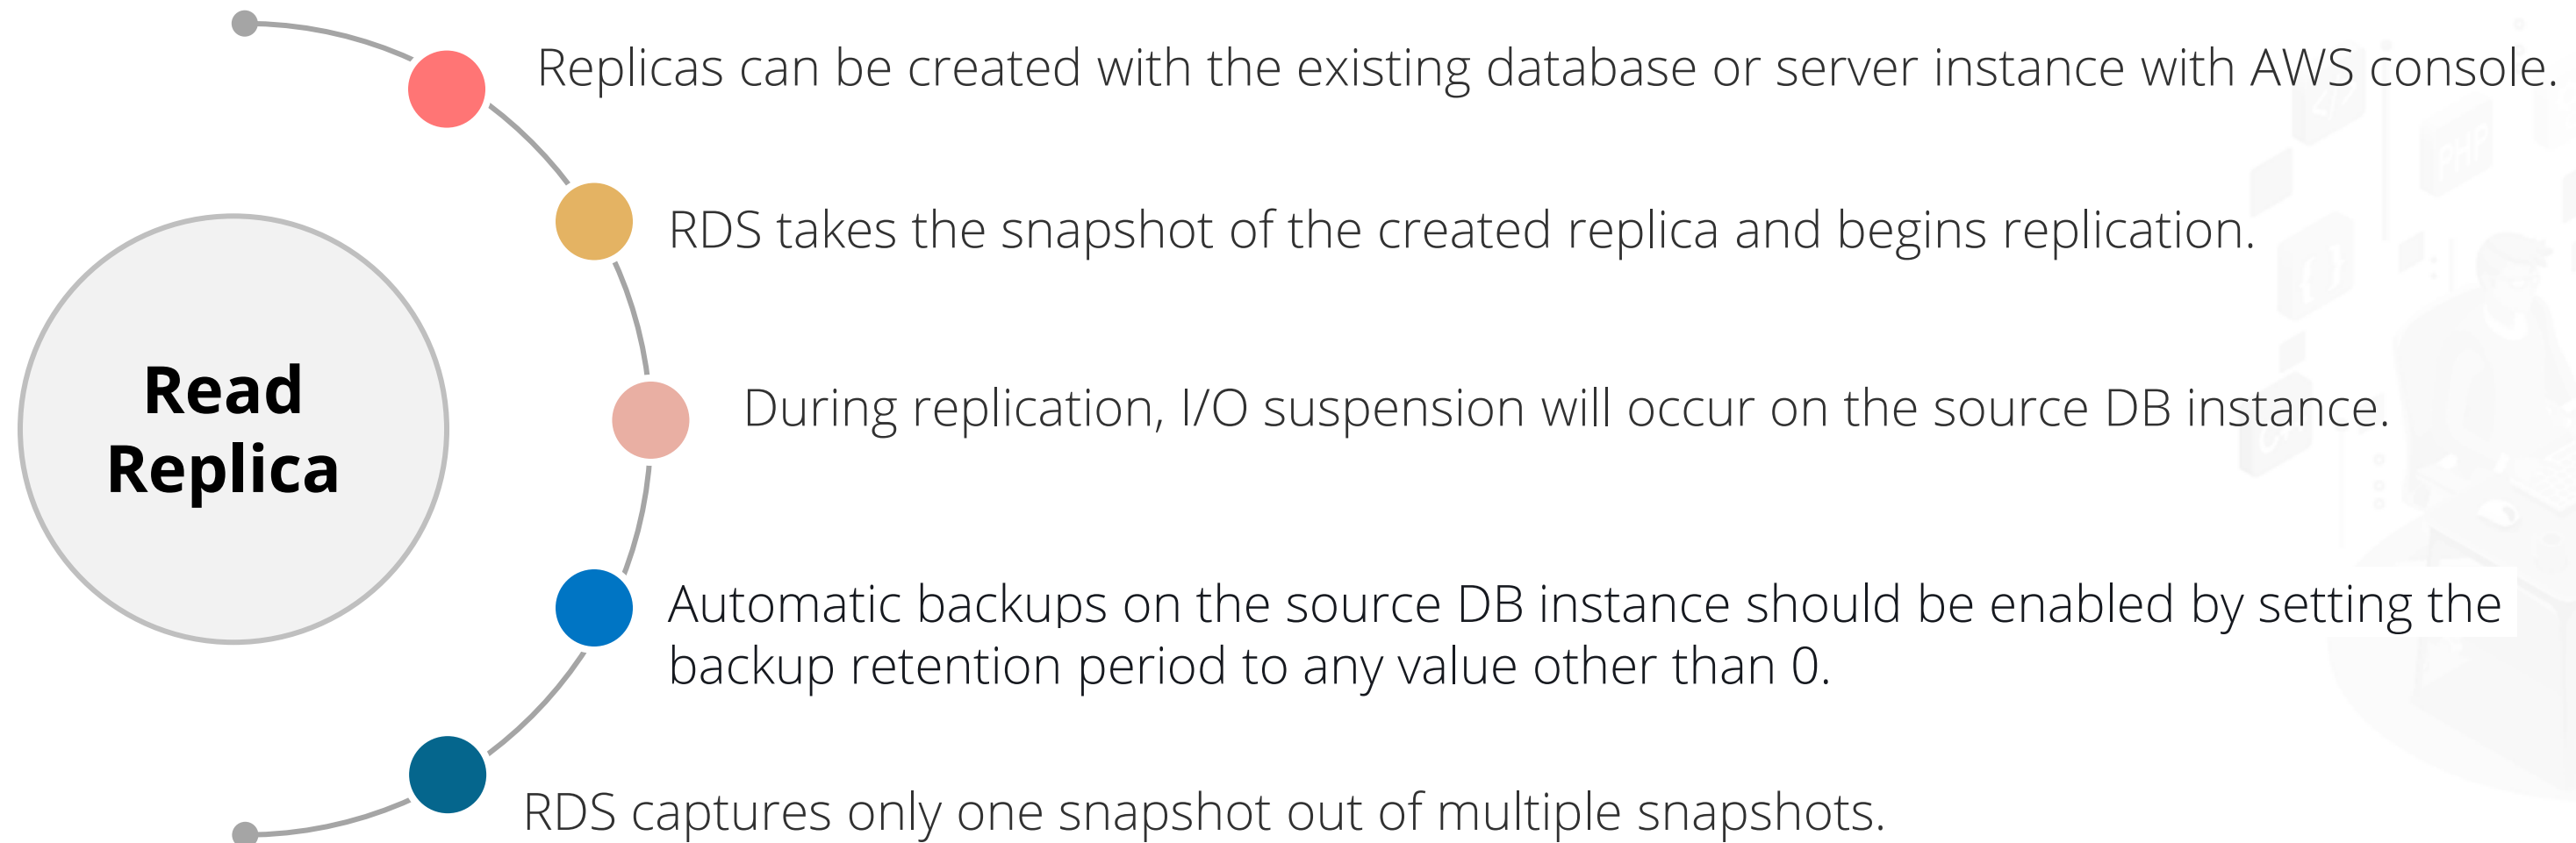 Replicas can be created with the existing database or server instance with AWS console.
RDS takes the snapshot of the created replica and begins replication.
Read
Replica
During replication, I/O suspension will occur on the source DB instance.
Automatic backups on the source DB instance should be enabled by setting the
backup retention period to any value other than 0.
RDS captures only one snapshot out of multiple snapshots.
PHP
</>
{ }